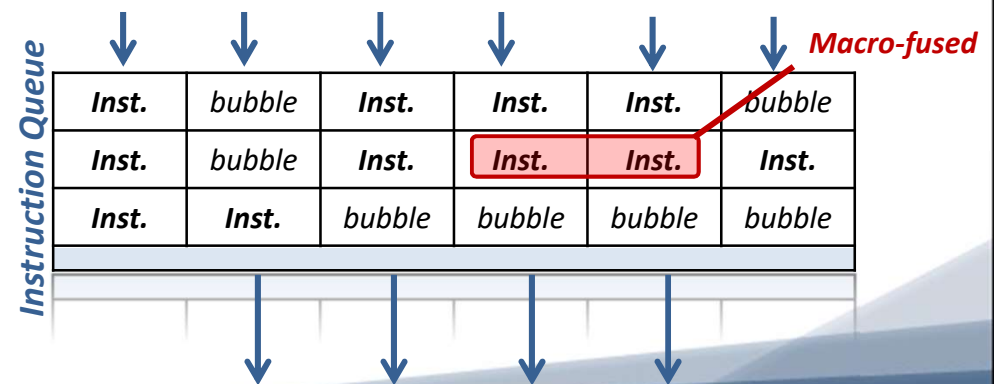 Macro-fused
Instruction Queue
Inst. bubble Inst. Inst. Inst. bubble
Inst. bubble Inst. Inst. Inst. Inst.
Inst. Inst. bubble bubble bubble bubble